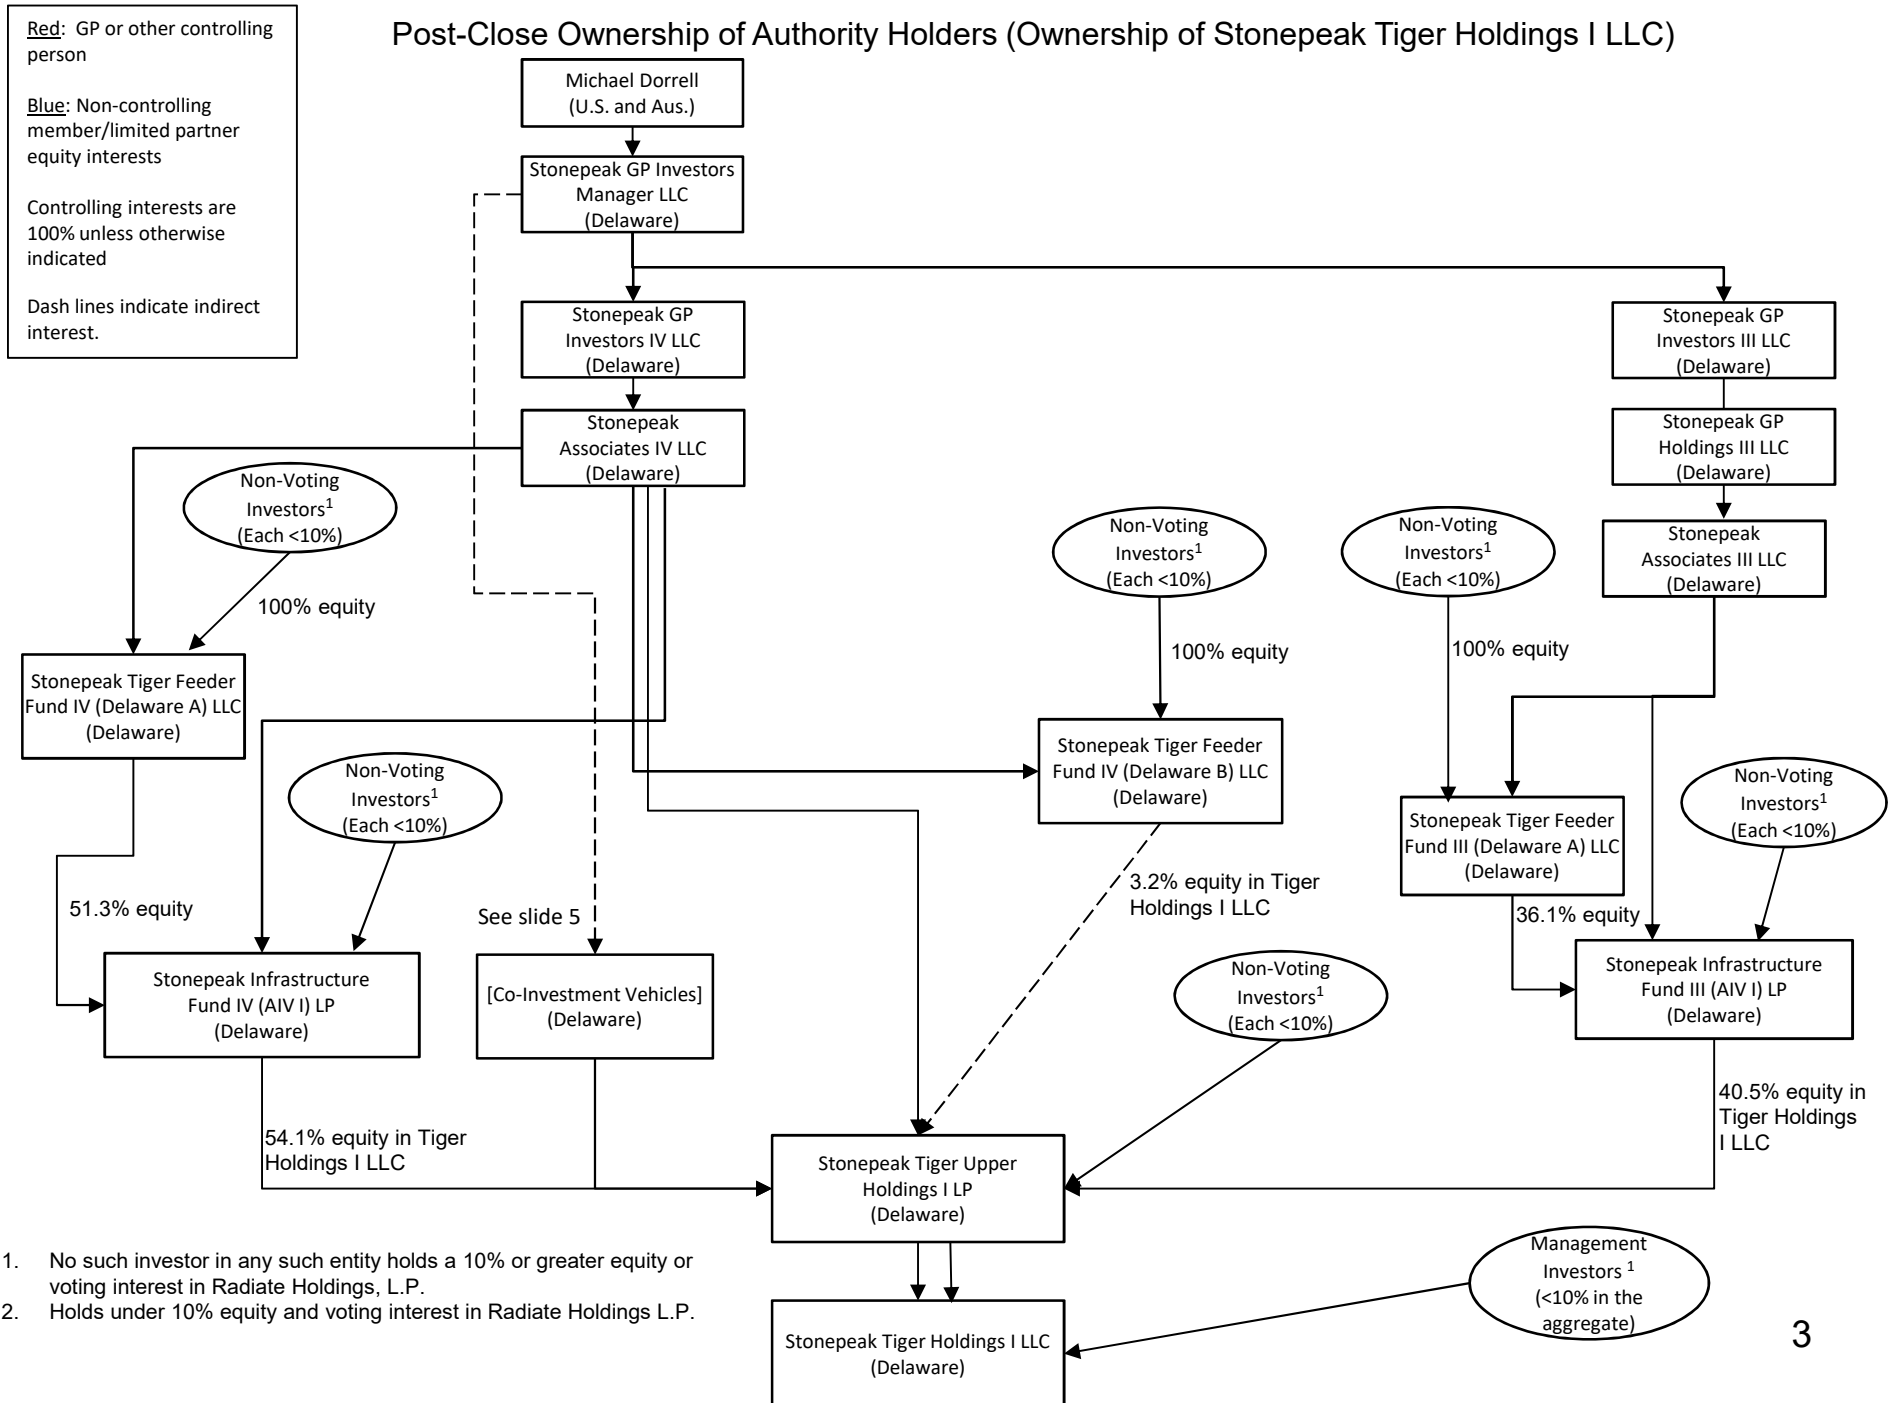 Post-Close Ownership of Authority Holders (Ownership of Stonepeak Tiger Holdings I LLC)
Red: GP or other controlling
person
Blue: Non-controlling
member/limited partner
equity interests
Controlling interests are
100% unless otherwise
indicated
Dash lines indicate indirect
interest.
Michael Dorrell
(U.S. and Aus.)
Stonepeak GP Investors
Manager LLC
(Delaware)
Stonepeak GP
Investors IV LLC
(Delaware)
Stonepeak GP
Investors III LLC
(Delaware)
Stonepeak
Associates IV LLC
(Delaware)
Stonepeak GP
Holdings III LLC
(Delaware)
Stonepeak
Associates III LLC
(Delaware)
Non-Voting
Investors1
(Each <10%)
100% equity
Non-Voting
Investors1
(Each <10%)
100% equity
Non-Voting
Investors1
(Each <10%)
100% equity
Stonepeak Tiger Feeder
Fund IV (Delaware A) LLC
(Delaware)
Stonepeak Tiger Feeder
Fund IV (Delaware B) LLC
(Delaware)
Stonepeak Tiger Feeder
Fund III (Delaware A) LLC
(Delaware)
Non-Voting
Investors1
(Each <10%)
Non-Voting
Investors1
(Each <10%)
51.3% equity
See slide 5
3.2% equity in Tiger
Holdings I LLC
36.1% equity
Stonepeak Infrastructure
Fund IV (AIV I) LP
(Delaware)
[Co-Investment Vehicles]
(Delaware)
Non-Voting
Investors1
(Each <10%)
Stonepeak Infrastructure
Fund III (AIV I) LP
(Delaware)
54.1% equity in Tiger
Holdings I LLC
40.5% equity in
Tiger Holdings
I LLC
Stonepeak Tiger Upper
Holdings I LP
(Delaware)
Management
Investors 1
(<10% in the
aggregate)
Stonepeak Tiger Holdings I LLC
(Delaware)
1. No such investor in any such entity holds a 10% or greater equity or
voting interest in Radiate Holdings, L.P.
2. Holds under 10% equity and voting interest in Radiate Holdings L.P.
3